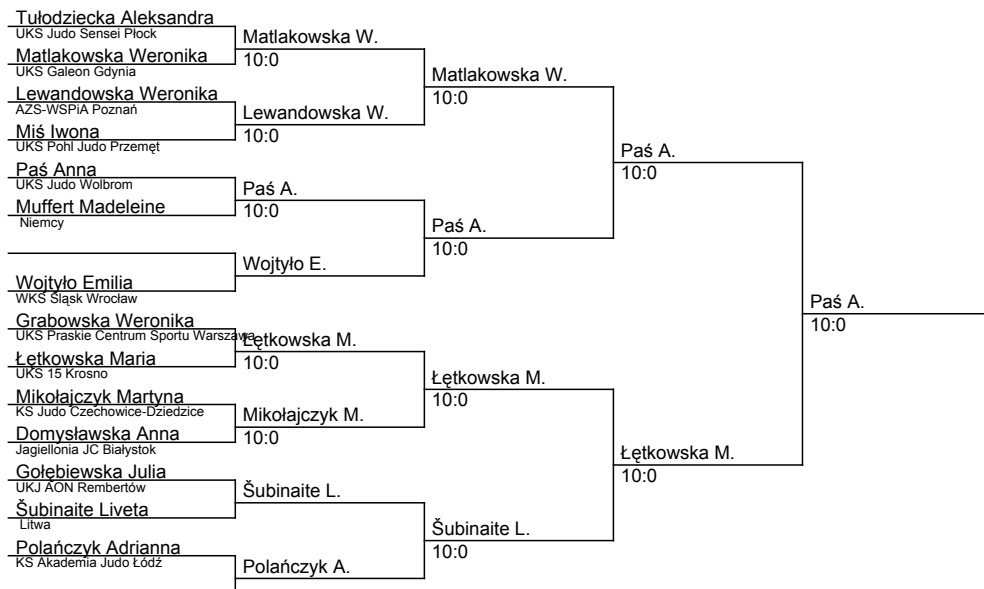 Tułodziecka Aleksandra
UKS Judo Sensei Płock
Matlakowska Weronika
UKS Galeon Gdynia
Lewandowska Weronika
AZS-WSPiA Poznań
Miś Iwona
UKS Pohl Judo Przemęt
Paś Anna
UKS Judo Wolbrom
Muffert Madeleine
Niemcy
Wojtyło Emilia
WKS Śląsk Wrocław
Grabowska Weronika
UKS Praskie Centrum Sportu Warszawa
Łętkowska Maria
UKS 15 Krosno
Mikołajczyk Martyna
KS Judo Czechowice-Dziedzice
Domysławska Anna
Jagiellonia JC Białystok
Gołębiewska Julia
UKJ AON Rembertów
Šubinaite Liveta
Litwa
Polańczyk Adrianna
KS Akademia Judo Łódź
Matlakowska W.
10:0
Lewandowska W.
10:0
Paś A.
10:0
Wojtyło E.
Łętkowska M.
10:0
Mikołajczyk M.
10:0
Šubinaite L.
Polańczyk A.
Matlakowska W.
10:0
Paś A.
10:0
Łętkowska M.
10:0
Šubinaite L.
10:0
Paś A.
10:0
Łętkowska M.
10:0
Paś A.
10:0